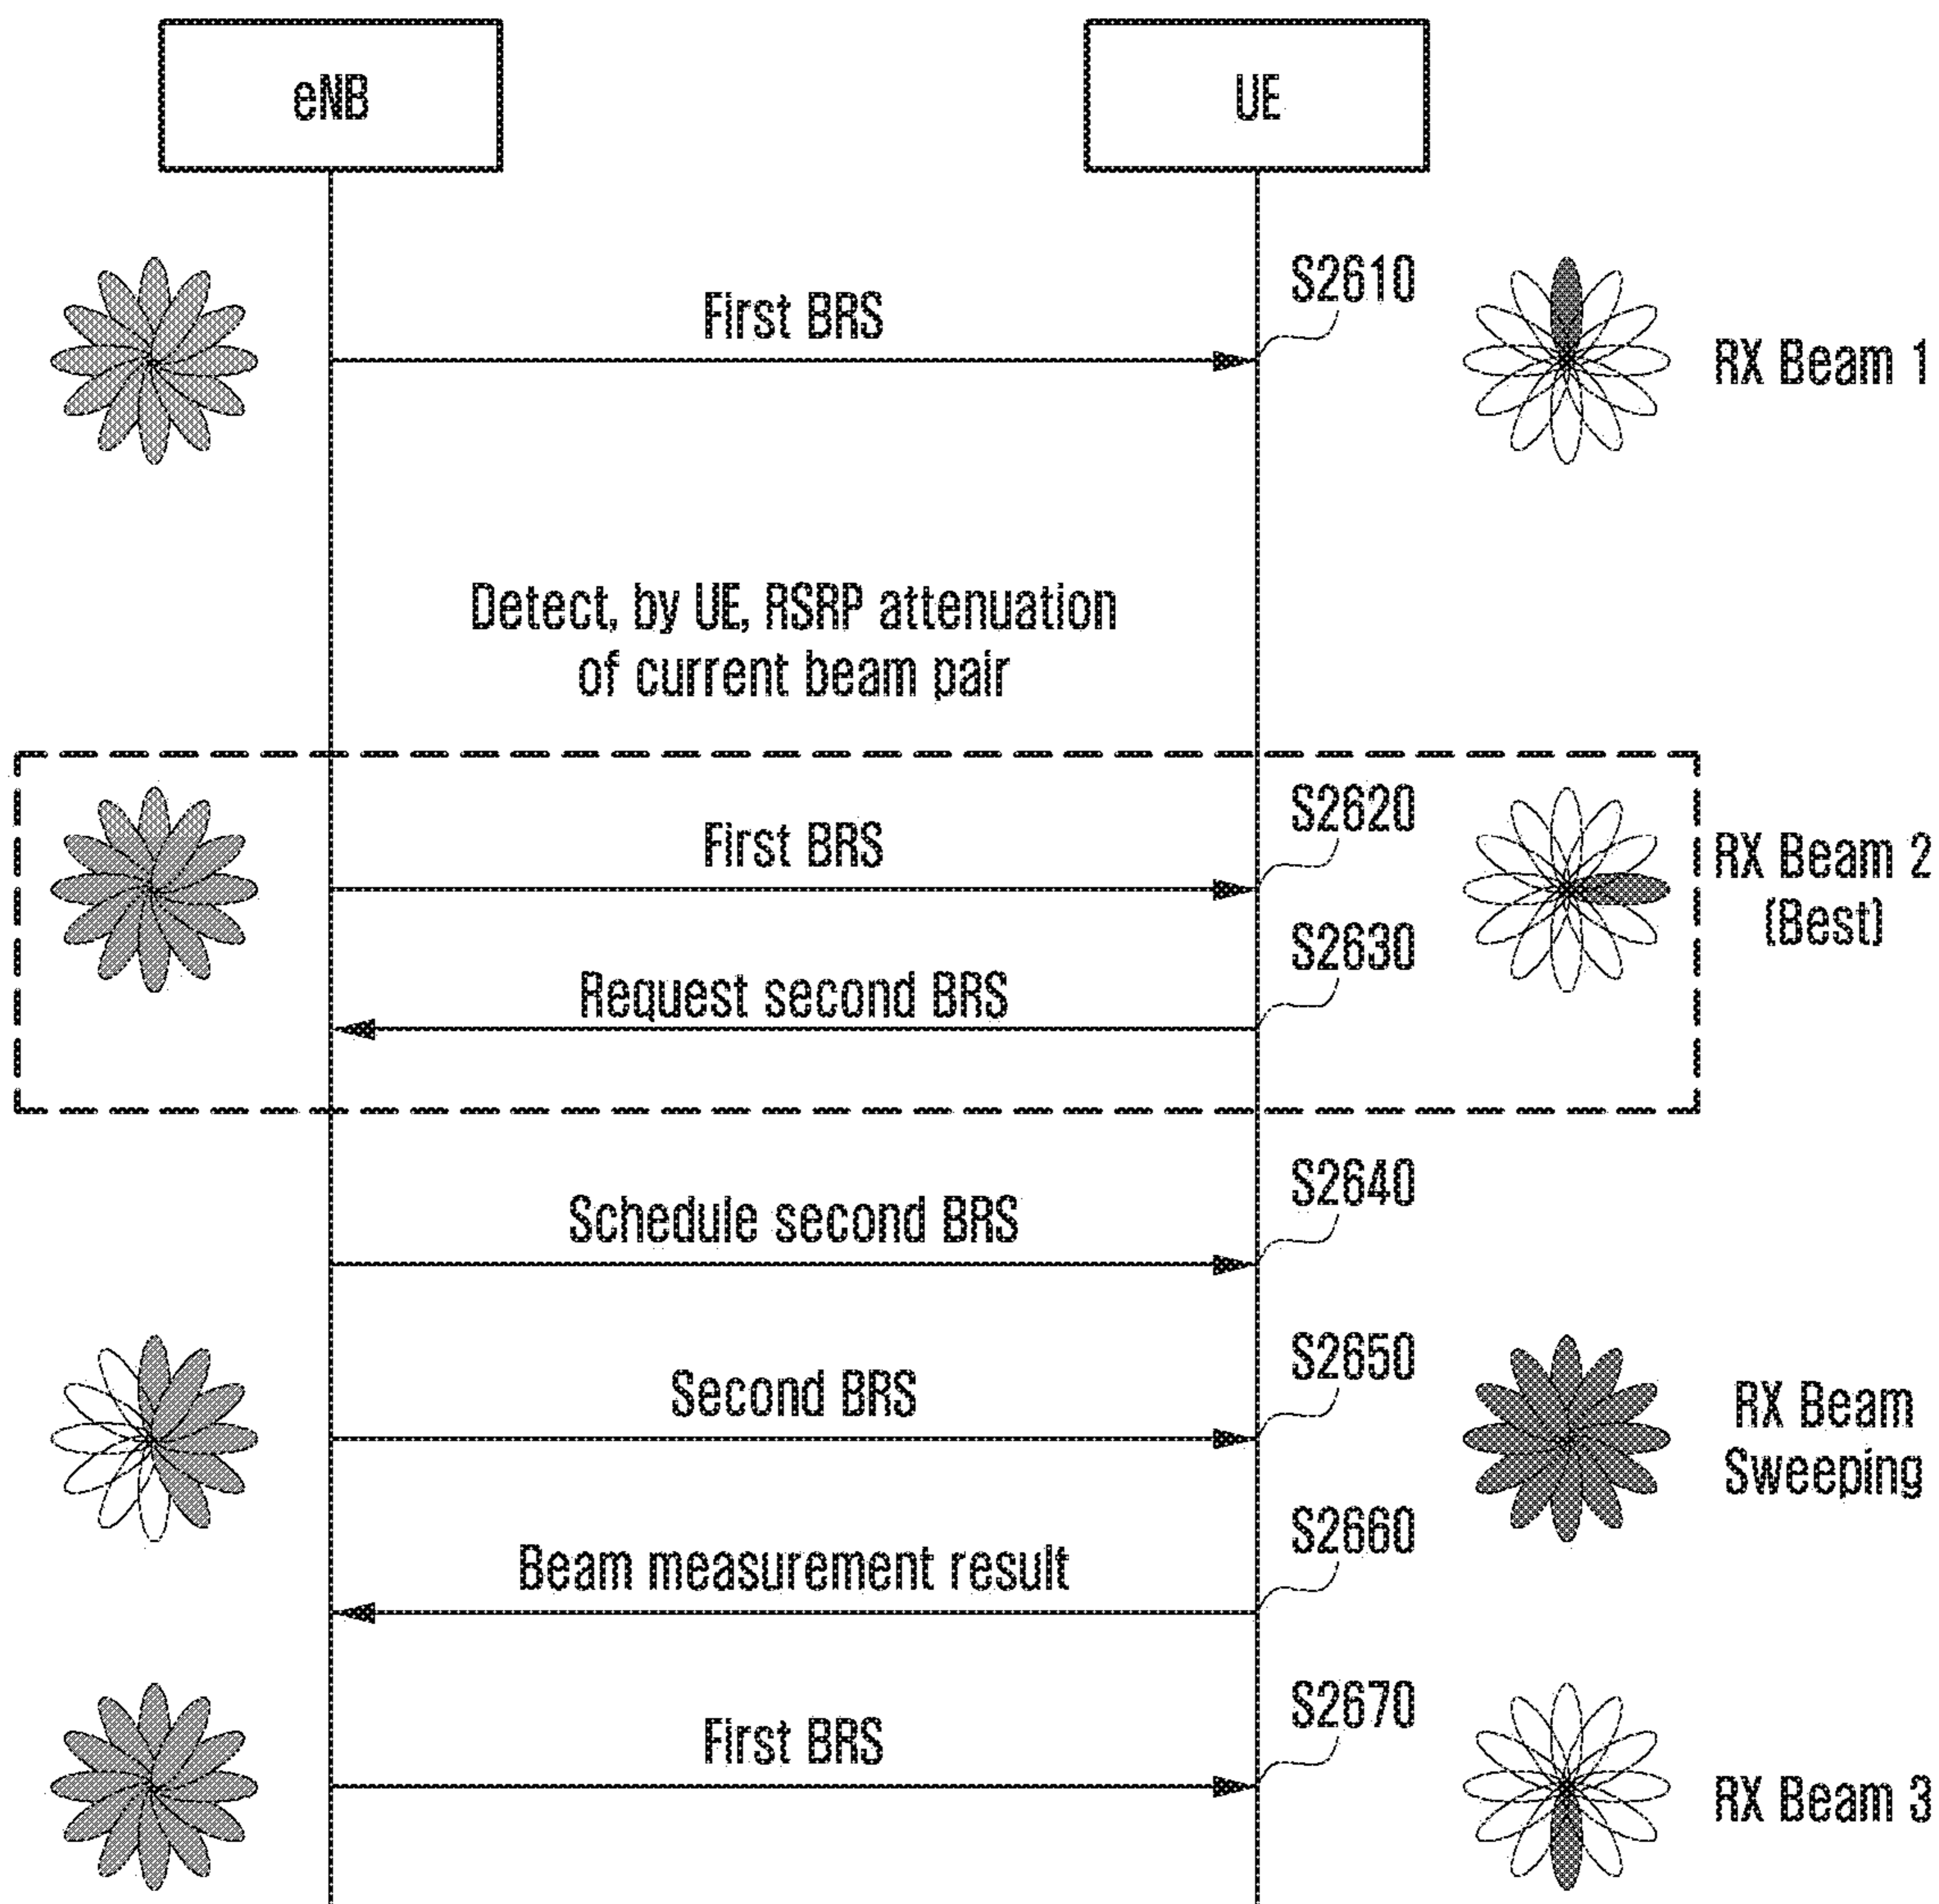 eNB
UE
S2610
First BRS
RX Beam 1
Detect, by UE, RSRP attenuation
of current beam pair
S2620
First BRS
RX Beam 2
(Best)
S2630
Request second BRS
S2640
Schedule second BRS
S2650
Second BRS
RX Beam
Sweeping
S2660
Beam measurement result
S2670
First BRS
RX Beam 3